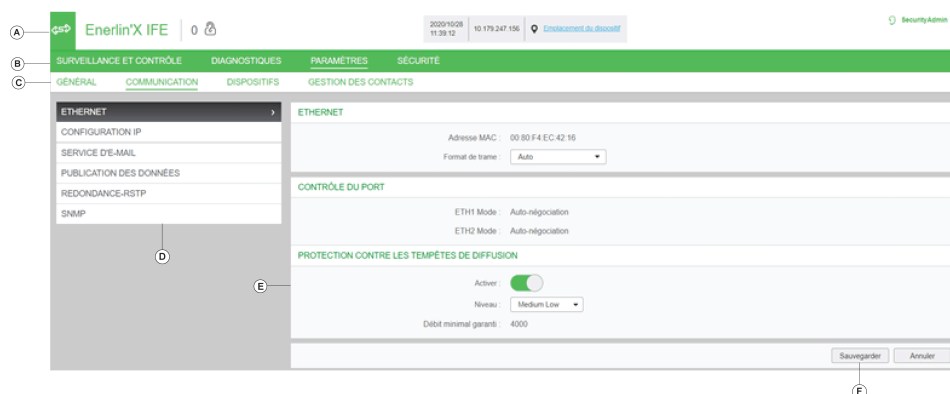 A
Enerlin'X IFE
0
2020/10/28
11:39:12
10.179.247.156
Emplacement du dispositif
SecurityAdmin
B
SURVEILLANCE ET CONTRÔLE DIAGNOSTIQUES PARAMÈTRES SÉCURITÉ
C
GÉNÉRAL COMMUNICATION DISPOSITIFS GESTION DES CONTACTS
ETHERNET
CONFIGURATION IP
SERVICE D'E-MAIL
PUBLICATION DES DONNÉES
REDONDANCE-RSTP
SNMP
D
ETHERNET
Adresse MAC : 00:80:F4:EC:42:16
Format de trame : Auto
CONTRÔLE DU PORT
ETH1 Mode : Auto-négociation
ETH2 Mode : Auto-négociation
PROTECTION CONTRE LES TEMPÊTES DE DIFFUSION
E
Activer :
Niveau : Medium Low
Débit minimal garanti : 4000
Sauvegarder Annuler
F